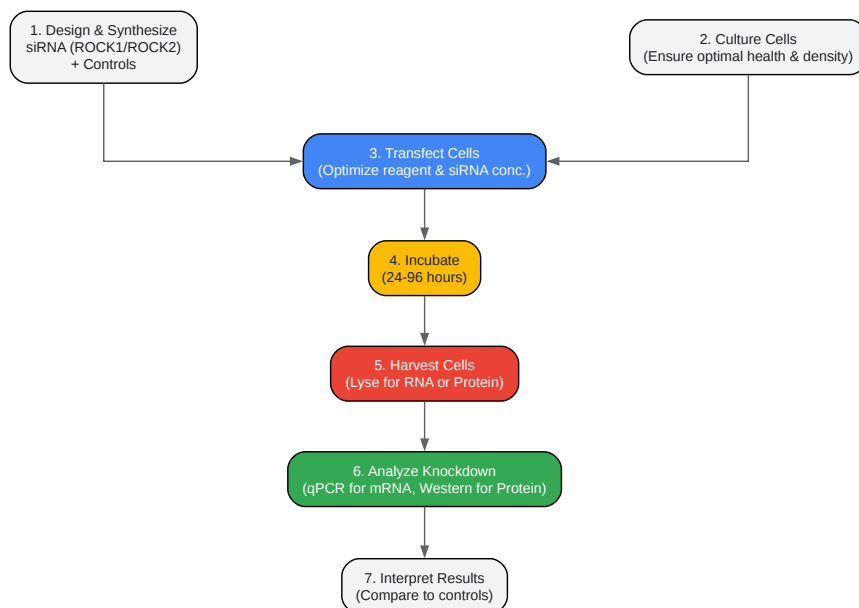 1. Design & Synthesize
siRNA (ROCK1/ROCK2)
+ Controls
2. Culture Cells
(Ensure optimal health & density)
3. Transfect Cells
(Optimize reagent & siRNA conc.)
4. Incubate
(24-96 hours)
5. Harvest Cells
(Lyse for RNA or Protein)
6. Analyze Knockdown
(qPCR for mRNA, Western for Protein)
7. Interpret Results
(Compare to controls)